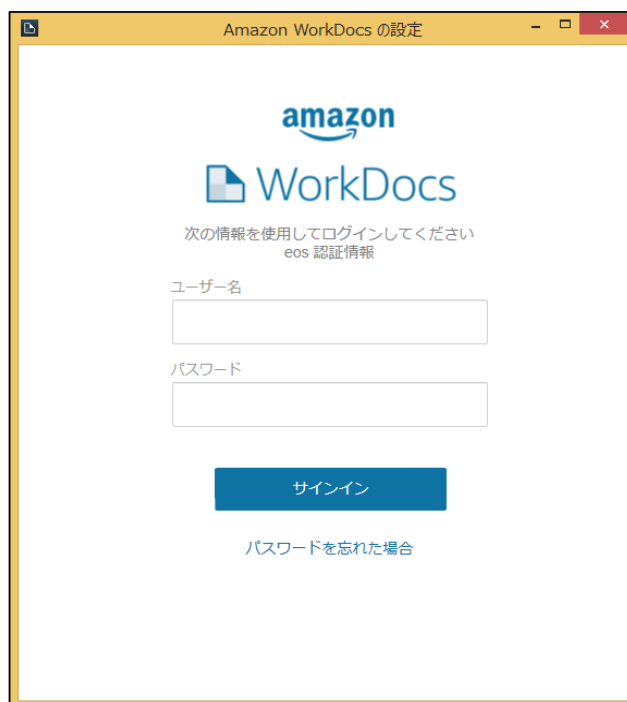 Amazon WorkDocs の設定
amazon
WorkDocs
次の情報を使用してログインしてください
eos 認証情報
ユーザー名
パスワード
サインイン
パスワードを忘れた場合